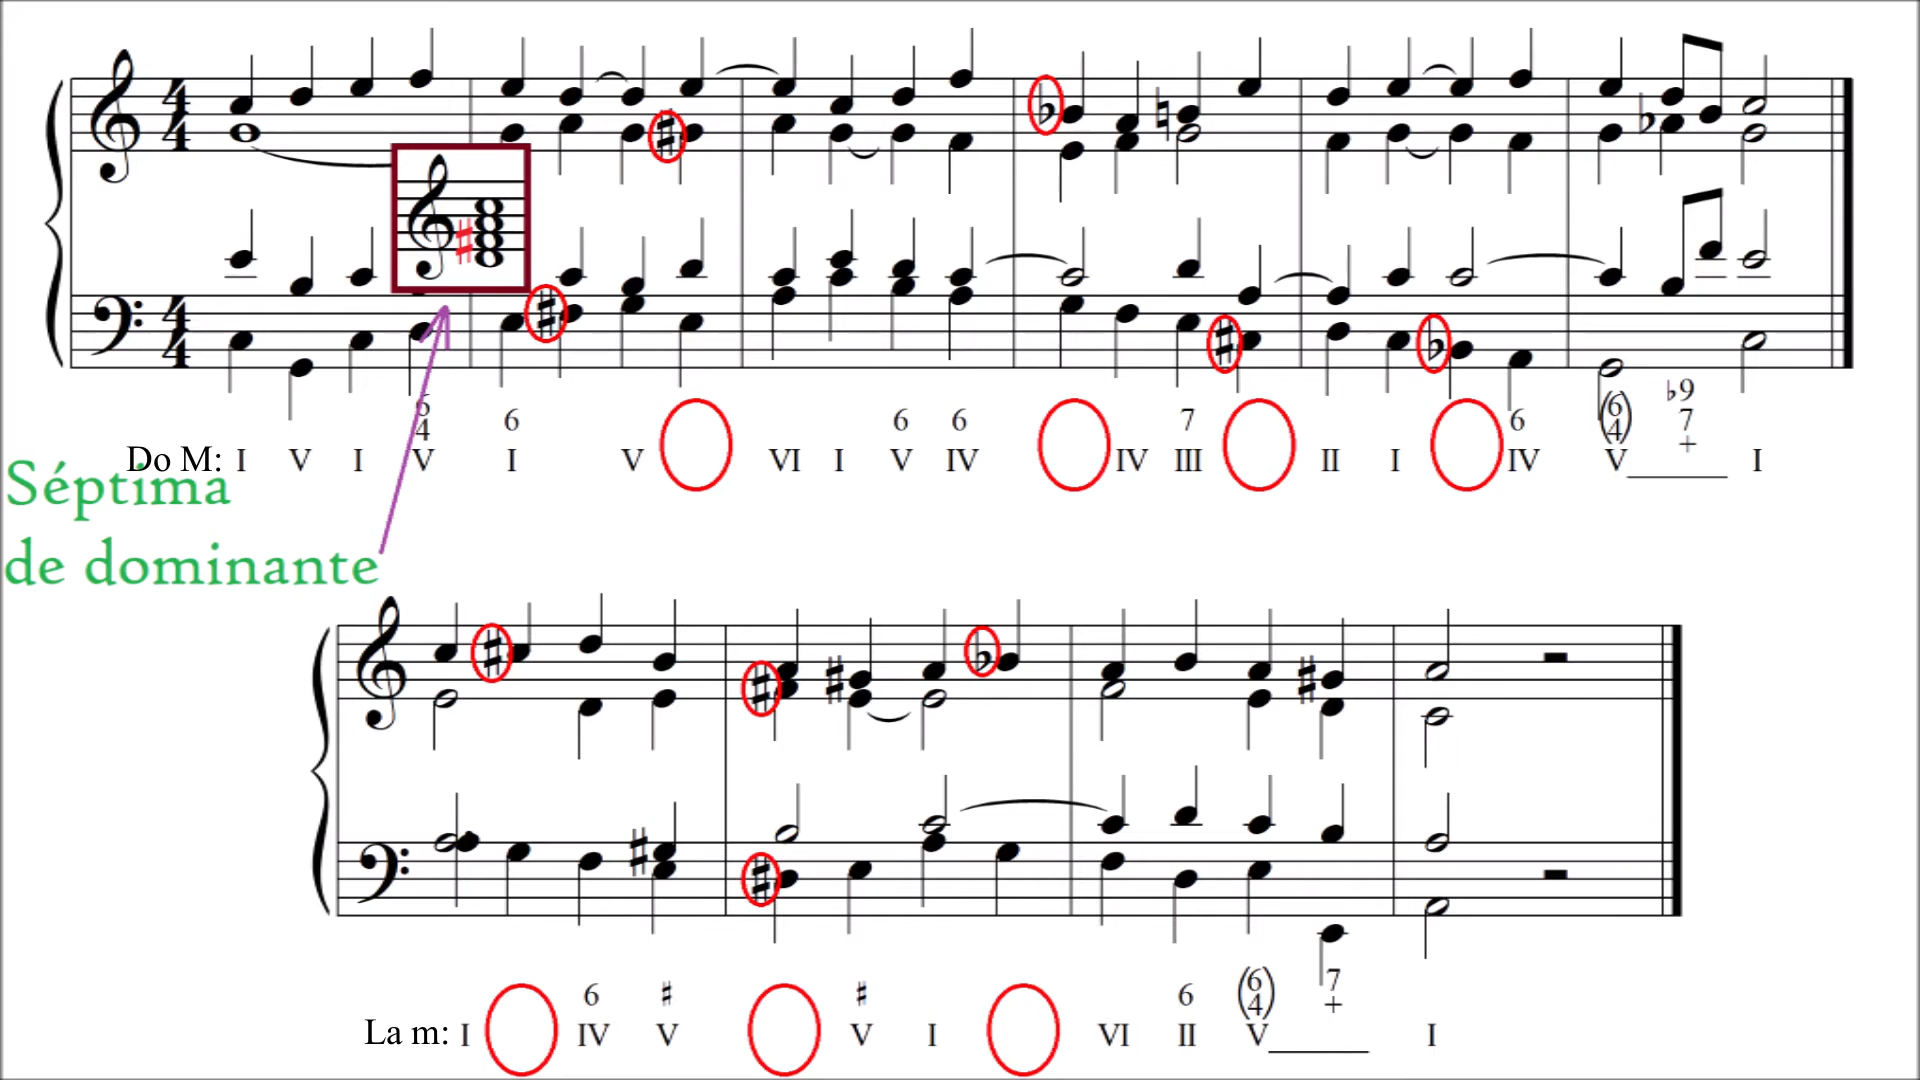 6 6 6 6 7 6 (6 ♭9
4 4) 7
+
Do M: I V I V I V VI I V IV IV III II I IV V I
Séptima
de dominante
6 ♯ ♯ 6 (6 7
4) +
La m: I IV V V I VI II V I